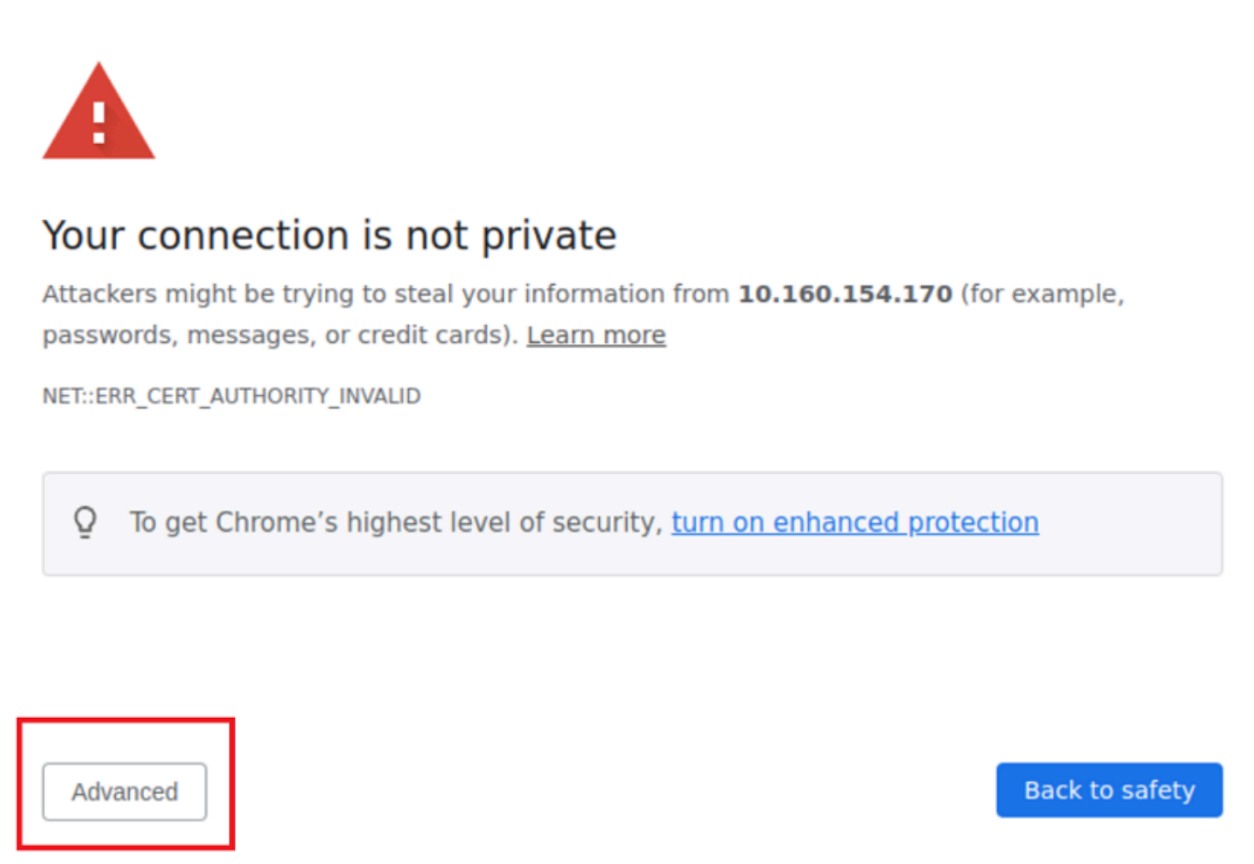 Your connection is not private
Attackers might be trying to steal your information from 10.160.154.170 (for example,
passwords, messages, or credit cards). Learn more
NET::ERR_CERT_AUTHORITY_INVALID
To get Chrome’s highest level of security, turn on enhanced protection
Advanced
Back to safety